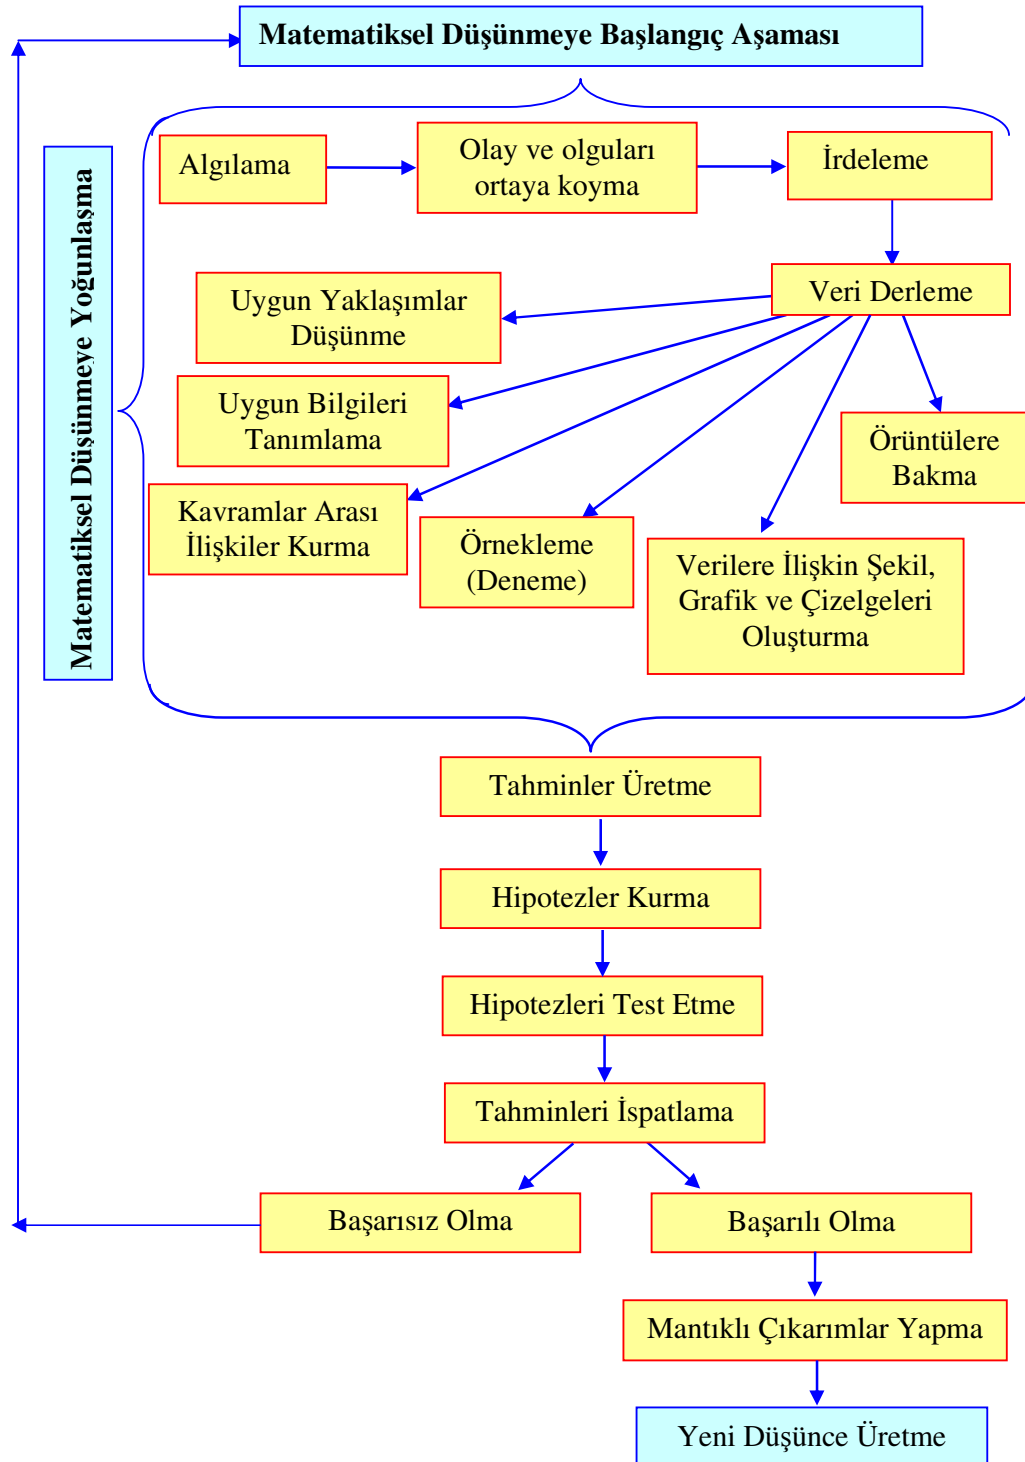 Matematiksel Düşünmeye Başlangıç Aşaması
Matematiksel Düşünmeye Yoğunlaşma
Algılama
Olay ve olguları
ortaya koyma
İrdeleme
Veri Derleme
Uygun Yaklaşımlar
Düşünme
Uygun Bilgileri
Tanımlama
Kavramlar Arası
İlişkiler Kurma
Örnekleme
(Deneme)
Verilere İlişkin Şekil,
Grafik ve Çizelgeleri
Oluşturma
Örüntülere
Bakma
Tahminler Üretme
Hipotezler Kurma
Hipotezleri Test Etme
Tahminleri İspatlama
Başarısız Olma
Başarılı Olma
Mantıklı Çıkarımlar Yapma
Yeni Düşünce Üretme